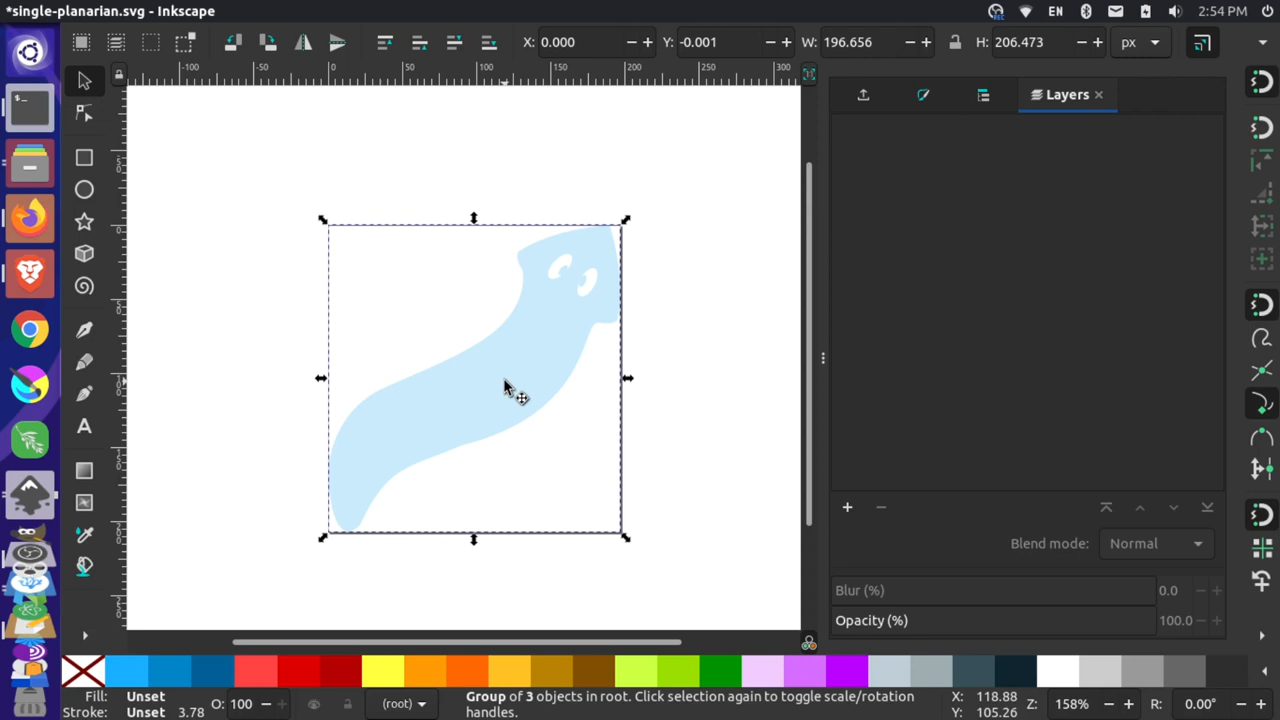 *single-planarian.svg - Inkscape
REC
EN
2:54 PM
X: 0.000 − +
Y: -0.001 − +
W: 196.656 − +
H: 206.473 − +
px
-100 -50 0 50 100 150 200 250 300
Layers ×
Blend mode: Normal
Blur (%) 0.0 − +
Opacity (%) 100.0 − +
Fill: Unset
Stroke: Unset 3.78
O: 100 − +
(root)
Group of 3 objects in root. Click selection again to toggle scale/rotation
handles.
X: 118.88
Y: 105.26
Z: 158% − +
R: 0.00° − +